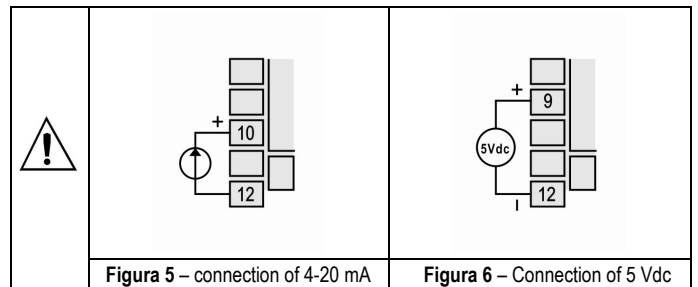 +
10
12
Figura 5 – connection of 4-20 mA
+
9
5Vdc
12
–
Figura 6 – Connection of 5 Vdc